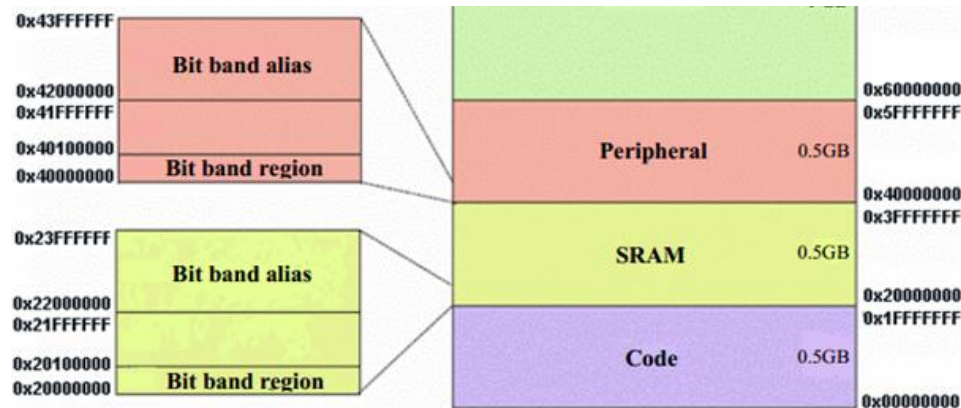 0x43FFFFFF
Bit band alias
0x42000000
0x41FFFFFF
0x40100000
0x40000000
Bit band region
0x23FFFFFF
Bit band alias
0x22000000
0x21FFFFFF
0x20100000
0x20000000
Bit band region
0x60000000
0x5FFFFFFF
Peripheral 0.5GB
0x40000000
0x3FFFFFFF
SRAM 0.5GB
0x20000000
0x1FFFFFFF
Code 0.5GB
0x00000000